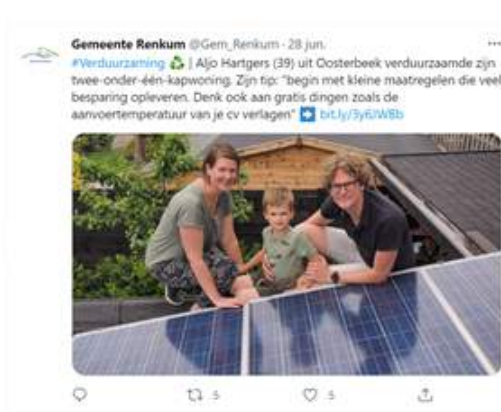 Gemeente Renkum @Gem_Renkum · 28 jun.
#Verduurzaming ♻ | Aljo Hartgers (39) uit Oosterbeek verduurzaamde zijn
twee-onder-één-kapwoning. Zijn tip: "begin met kleine maatregelen die veel
besparing opleveren. Denk ook aan gratis dingen zoals de
aanvoertemperatuur van je cv verlagen" ➡ bit.ly/3y6JW8b
5
5